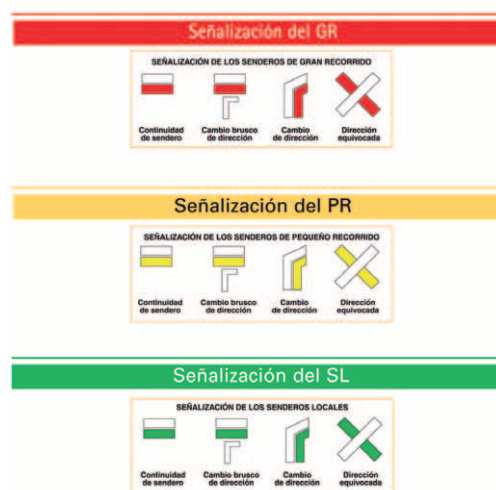 Señalización del GR
SEÑALIZACIÓN DE LOS SENDEROS DE GRAN RECORRIDO
Continuidad de sendero
Cambio brusco de dirección
Cambio de dirección
Dirección equivocada
Señalización del PR
SEÑALIZACIÓN DE LOS SENDEROS DE PEQUEÑO RECORRIDO
Continuidad de sendero
Cambio brusco de dirección
Cambio de dirección
Dirección equivocada
Señalización del SL
SEÑALIZACIÓN DE LOS SENDEROS LOCALES
Continuidad de sendero
Cambio brusco de dirección
Cambio de dirección
Dirección equivocada